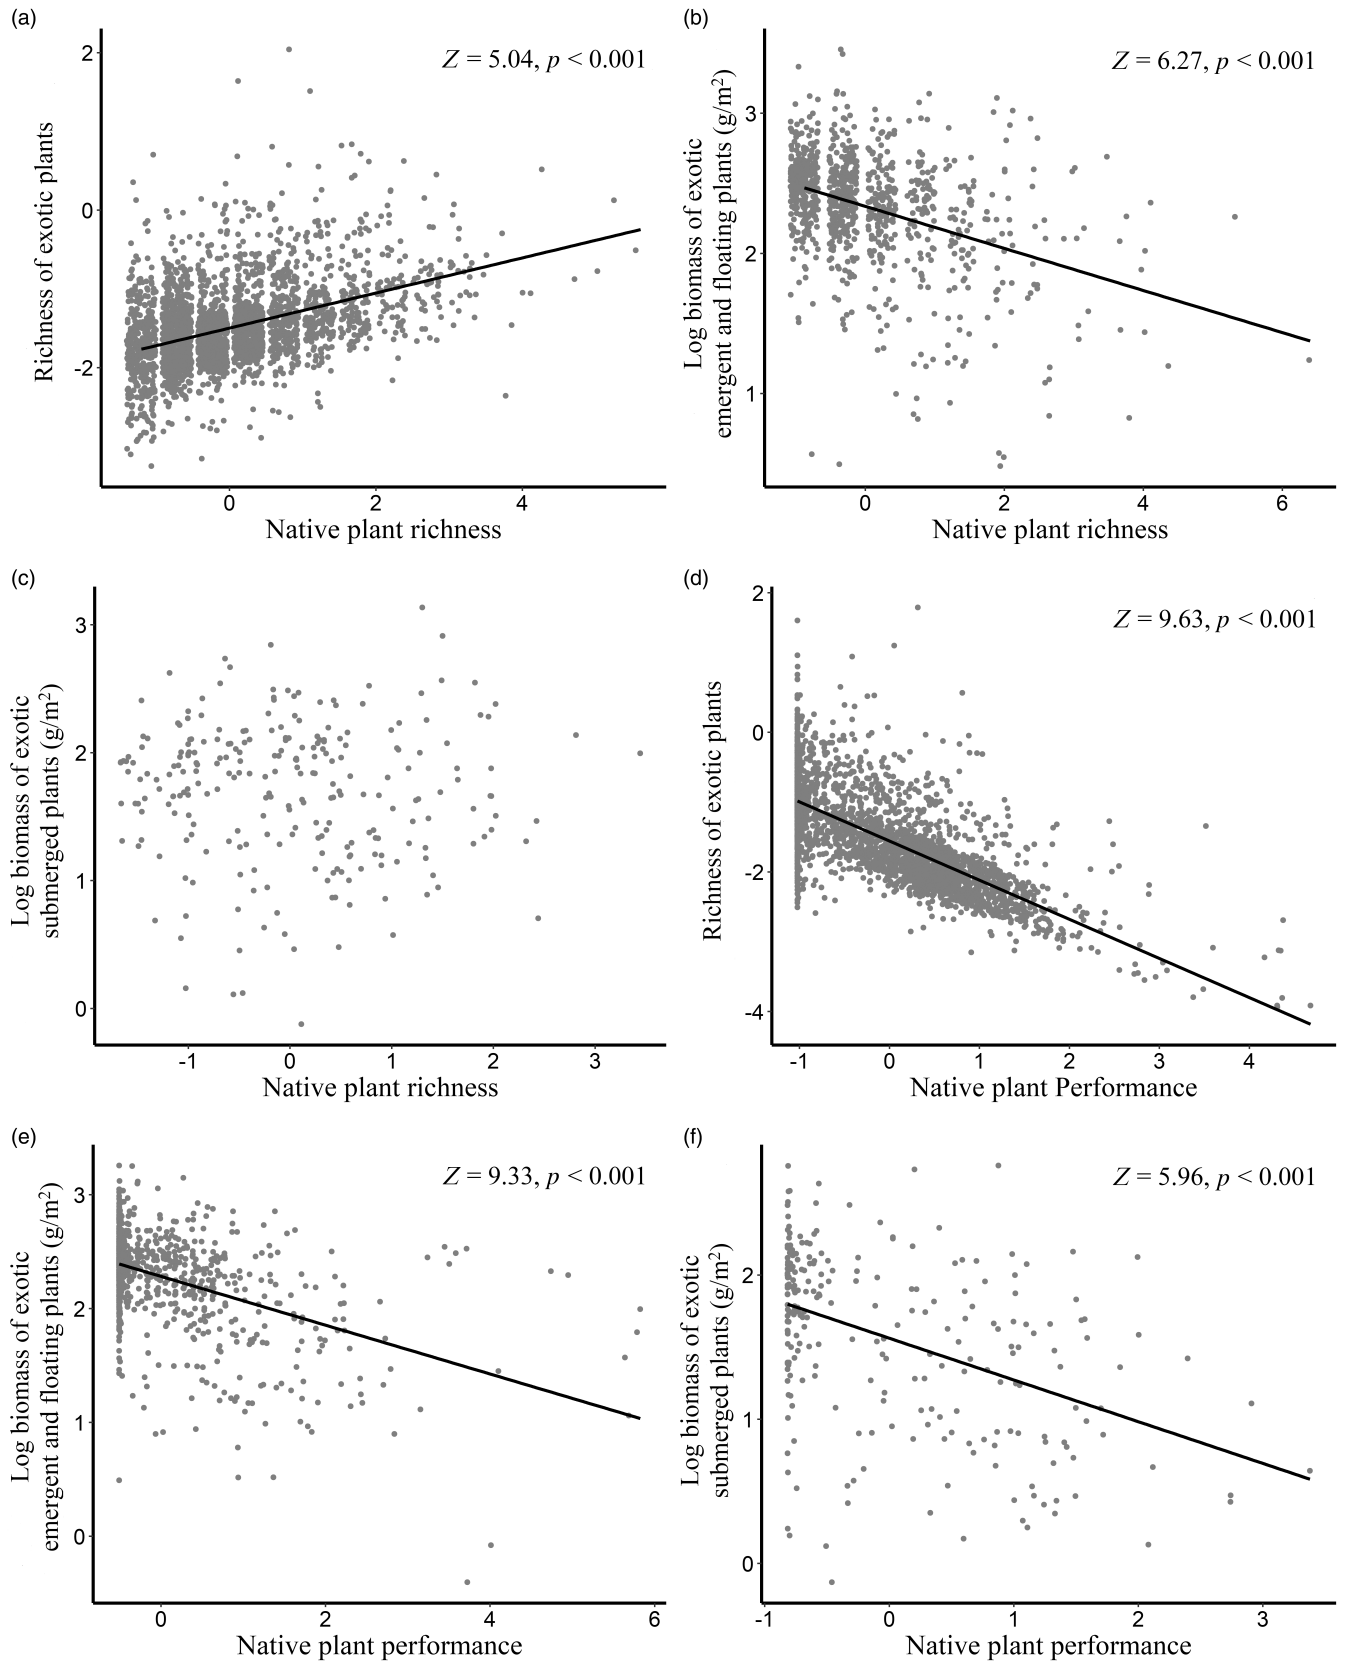 (a)
Z = 5.04, p < 0.001
Richness of exotic plants
2
0
-2
0 2 4
Native plant richness
(b)
Z = 6.27, p < 0.001
Log biomass of exotic
emergent and floating plants (g/m²)
3
2
1
0 2 4 6
Native plant richness
(c)
Log biomass of exotic
submerged plants (g/m²)
3
2
1
0
-1 0 1 2 3
Native plant richness
(d)
Z = 9.63, p < 0.001
Richness of exotic plants
2
0
-2
-4
-1 0 1 2 3 4
Native plant Performance
(e)
Z = 9.33, p < 0.001
Log biomass of exotic
emergent and floating plants (g/m²)
3
2
1
0
0 2 4 6
Native plant performance
(f)
Z = 5.96, p < 0.001
Log biomass of exotic
submerged plants (g/m²)
2
1
0
-1 0 1 2 3
Native plant performance